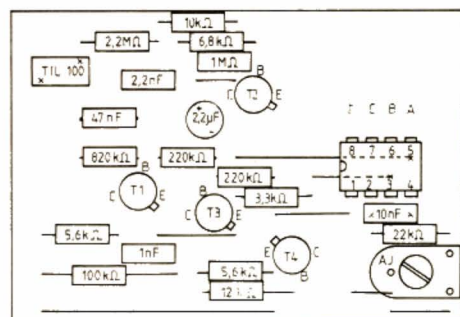 10kΩ
2,2MΩ
6,8kΩ
1MΩ
TIL 100
2,2nF
B
C
T2
E
47nF
+
2,2µF
-
C B A
8 7 6 5
1 2 3 4
820kΩ
220kΩ
B
C
T1
E
220kΩ
3,3kΩ
B
C
T3
E
10nF
22kΩ
5,6kΩ
1nF
E
T4
C
B
AJ
100kΩ
5,6kΩ